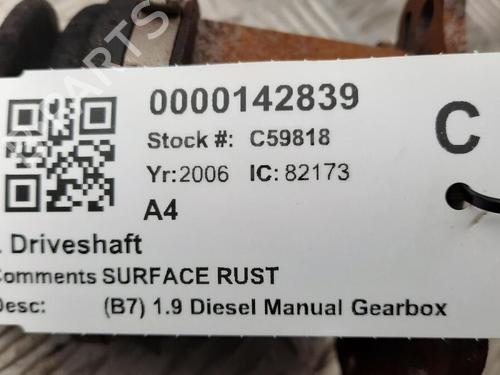 0000142839
C
Stock #: C59818
Yr:2006 IC: 82173
A4
Driveshaft
Comments SURFACE RUST
Desc: (B7) 1.9 Diesel Manual Gearbox